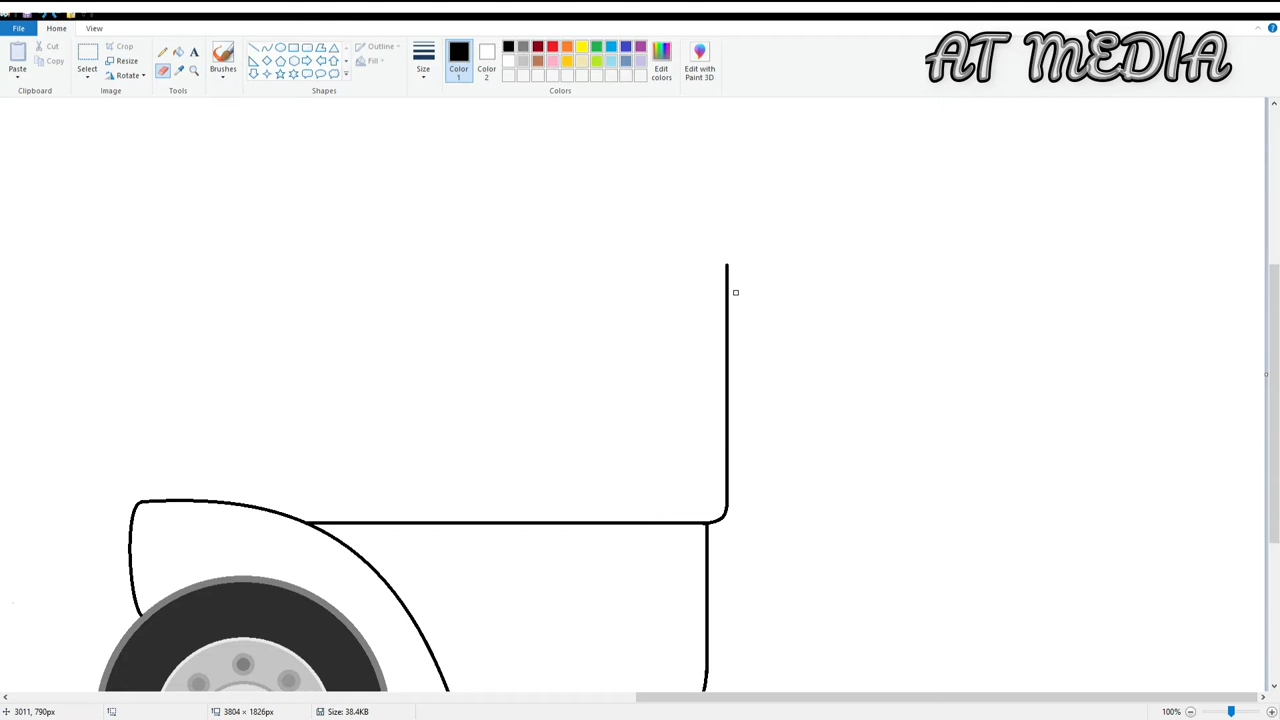 AT MEDIA
File
Home
View
Paste
Cut
Copy
Clipboard
Select
Crop
Resize
Rotate
Image
A
Tools
Brushes
Outline
Fill
Shapes
Size
Color
1
Color
2
Edit
colors
Edit with
Paint 3D
Colors
3011, 790px
3804 × 1826px
Size: 38.4KB
100%